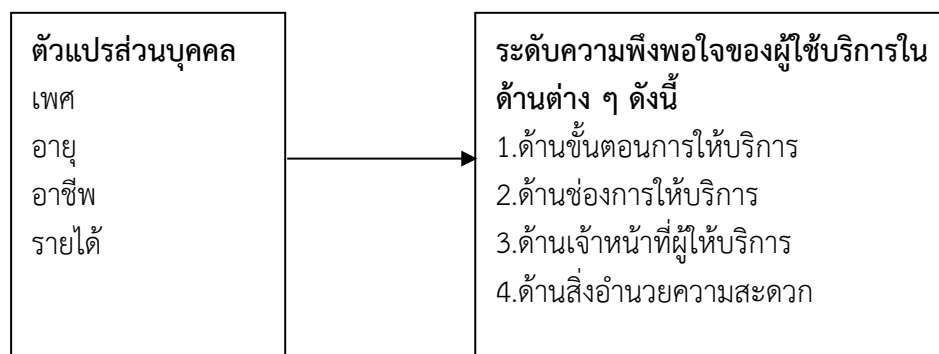 ตัวแปรส่วนบุคคล
เพศ
อายุ
อาชีพ
รายได้
ระดับความพึงพอใจของผู้ใช้บริการใน
ด้านต่าง ๆ ดังนี้
1.ด้านขั้นตอนการให้บริการ
2.ด้านช่องการให้บริการ
3.ด้านเจ้าหน้าที่ผู้ให้บริการ
4.ด้านสิ่งอำนวยความสะดวก